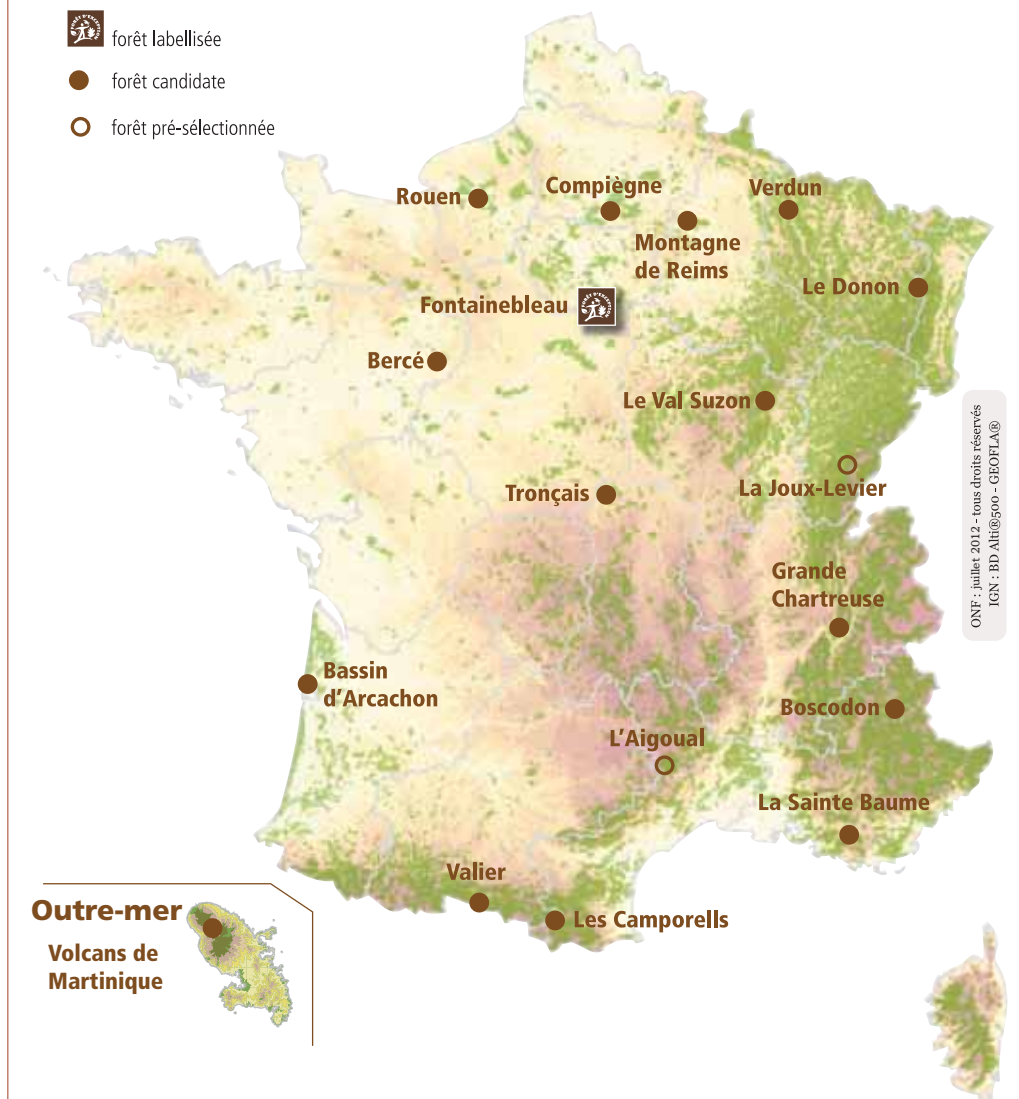 forêt labellisée
forêt candidate
forêt pré-sélectionnée
Rouen
Compiègne
Verdun
Montagne
de Reims
Le Donon
Fontainebleau
FORÊT D'EXCEPTION
Bercé
Le Val Suzon
La Joux-Levier
Tronçais
Grande
Chartreuse
Bassin
d'Arcachon
Boscodon
L'Aigoual
La Sainte Baume
Valier
Les Camporells
Outre-mer
Volcans de
Martinique
ONF : juillet 2012 - tous droits réservés
IGN : BD Alti®500 - GEOFLA®